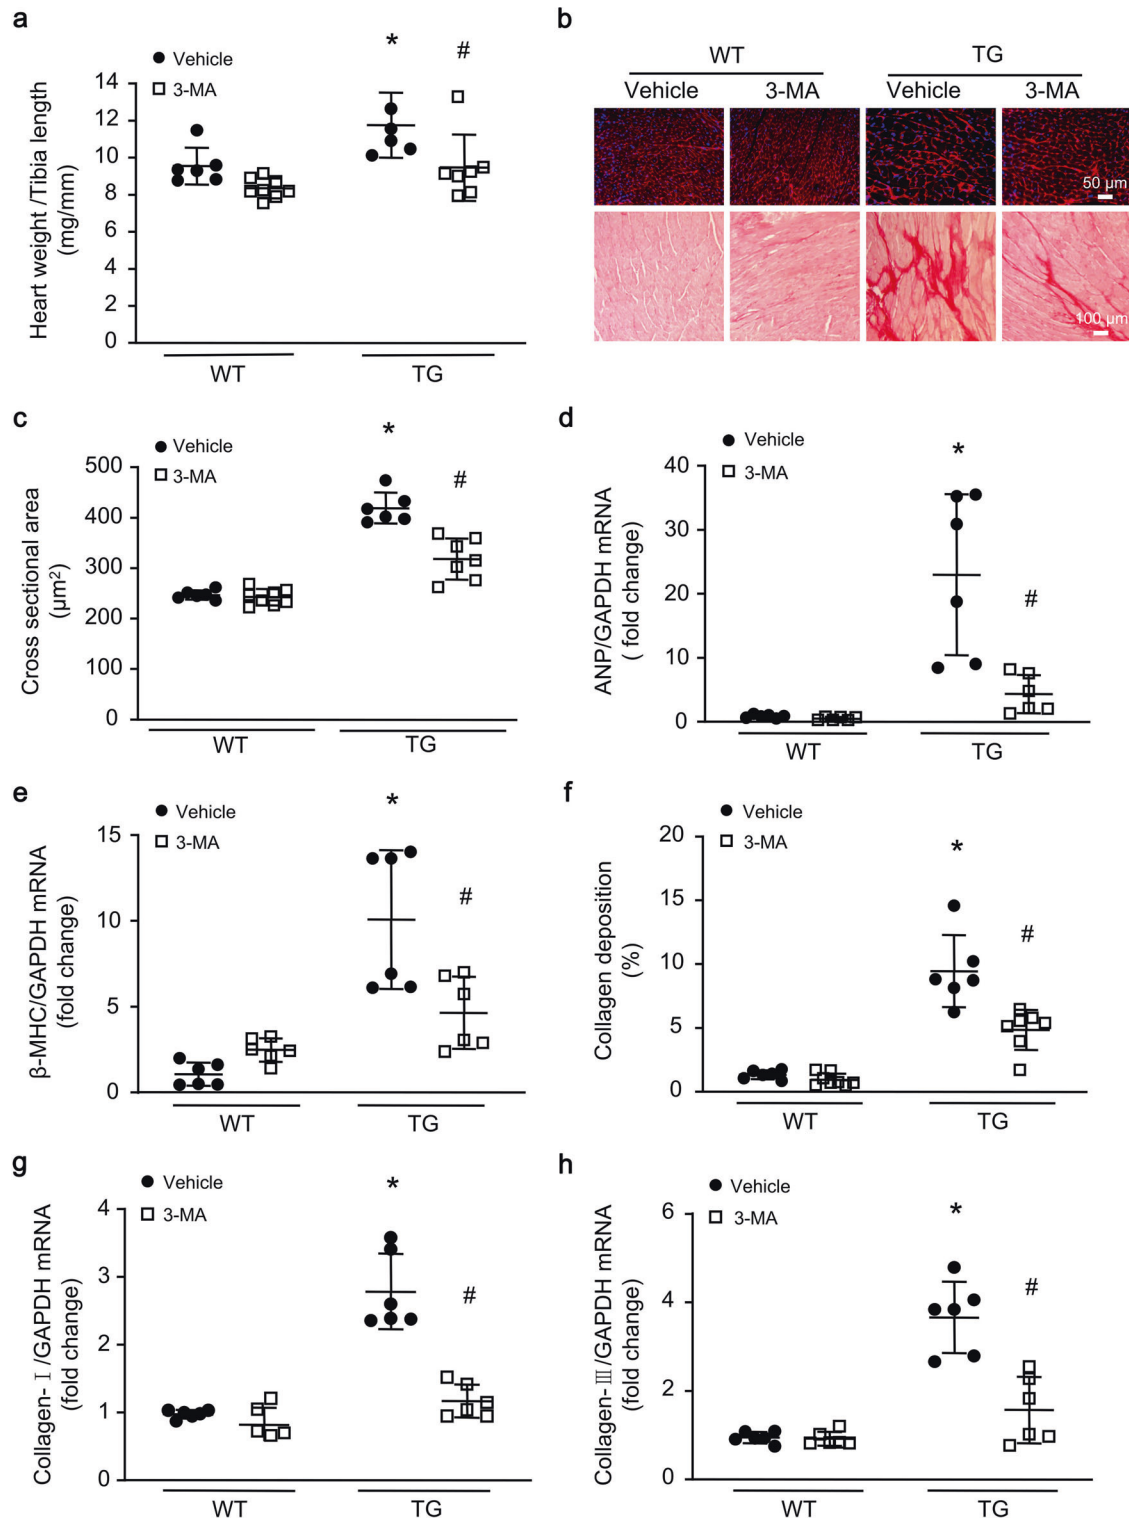 a
Vehicle
3-MA
*
#
14
12
10
8
6
4
2
0
Heart weight /Tibia length
(mg/mm)
WT
TG
b
WT
TG
Vehicle
3-MA
Vehicle
3-MA
50 µm
100 µm
c
Vehicle
3-MA
*
#
500
400
300
200
100
0
Cross sectional area
(µm²)
WT
TG
d
Vehicle
3-MA
*
#
40
30
20
10
0
ANP/GAPDH mRNA
( fold change)
WT
TG
e
Vehicle
3-MA
*
#
15
10
5
0
β-MHC/GAPDH mRNA
(fold change)
WT
TG
f
Vehicle
3-MA
*
#
20
15
10
5
0
Collagen deposition
(%)
WT
TG
g
Vehicle
3-MA
*
#
4
3
2
1
0
Collagen-Ⅰ/GAPDH mRNA
(fold change)
WT
TG
h
Vehicle
3-MA
*
#
6
4
2
0
Collagen-Ⅲ/GAPDH mRNA
(fold change)
WT
TG